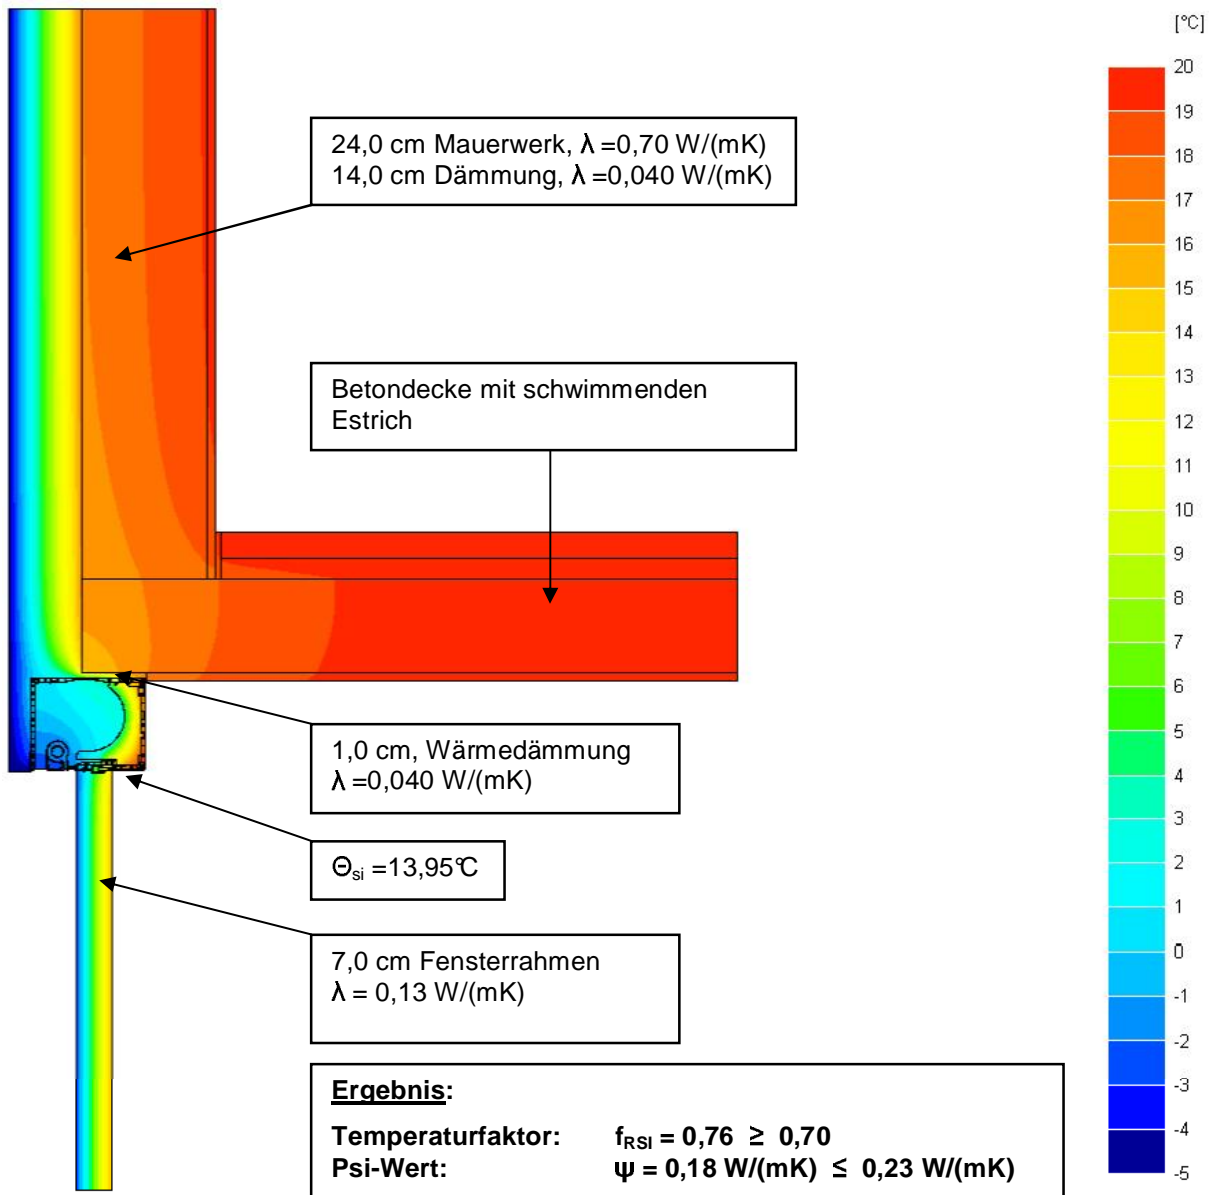 [°C]
24,0 cm Mauerwerk, λ =0,70 W/(mK)
14,0 cm Dämmung, λ =0,040 W/(mK)
Betondecke mit schwimmenden
Estrich
1,0 cm, Wärmedämmung
λ =0,040 W/(mK)
Θsi =13,95°C
7,0 cm Fensterrahmen
λ = 0,13 W/(mK)
Ergebnis:
Temperaturfaktor: fRSI = 0,76 ≥ 0,70
Psi-Wert: ψ = 0,18 W/(mK) ≤ 0,23 W/(mK)
20
19
18
17
16
15
14
13
12
11
10
9
8
7
6
5
4
3
2
1
0
-1
-2
-3
-4
-5